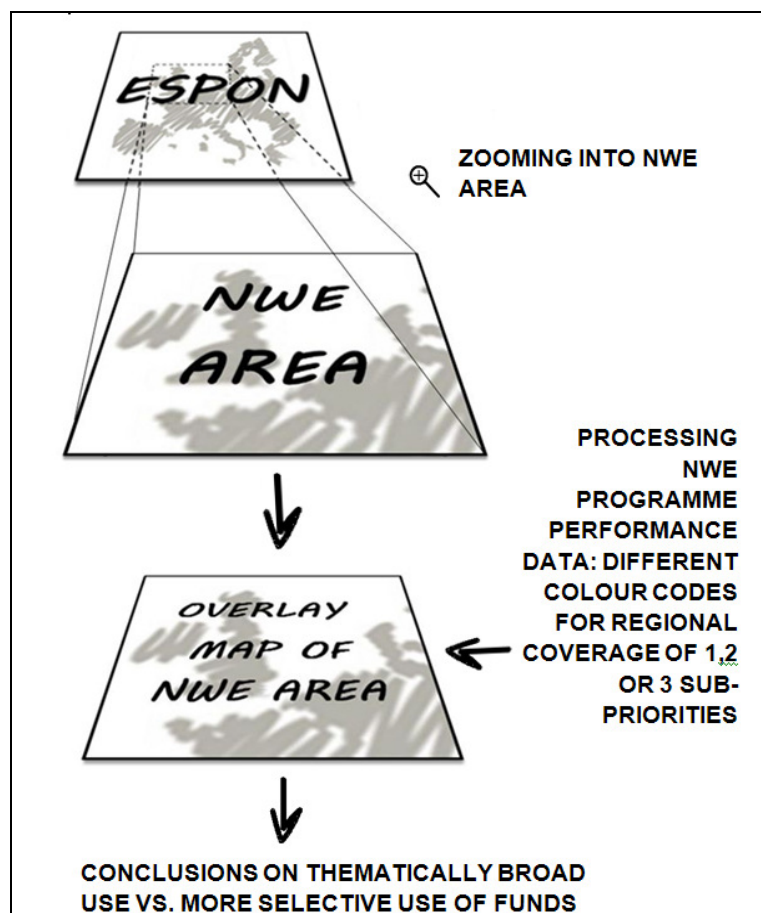 ESPON
ZOOMING INTO NWE
AREA
NWE
AREA
PROCESSING
NWE
PROGRAMME
PERFORMANCE
DATA: DIFFERENT
COLOUR CODES
FOR REGIONAL
COVERAGE OF 1,2
OR 3 SUB-
PRIORITIES
OVERLAY
MAP OF
NWE AREA
CONCLUSIONS ON THEMATICALLY BROAD
USE VS. MORE SELECTIVE USE OF FUNDS